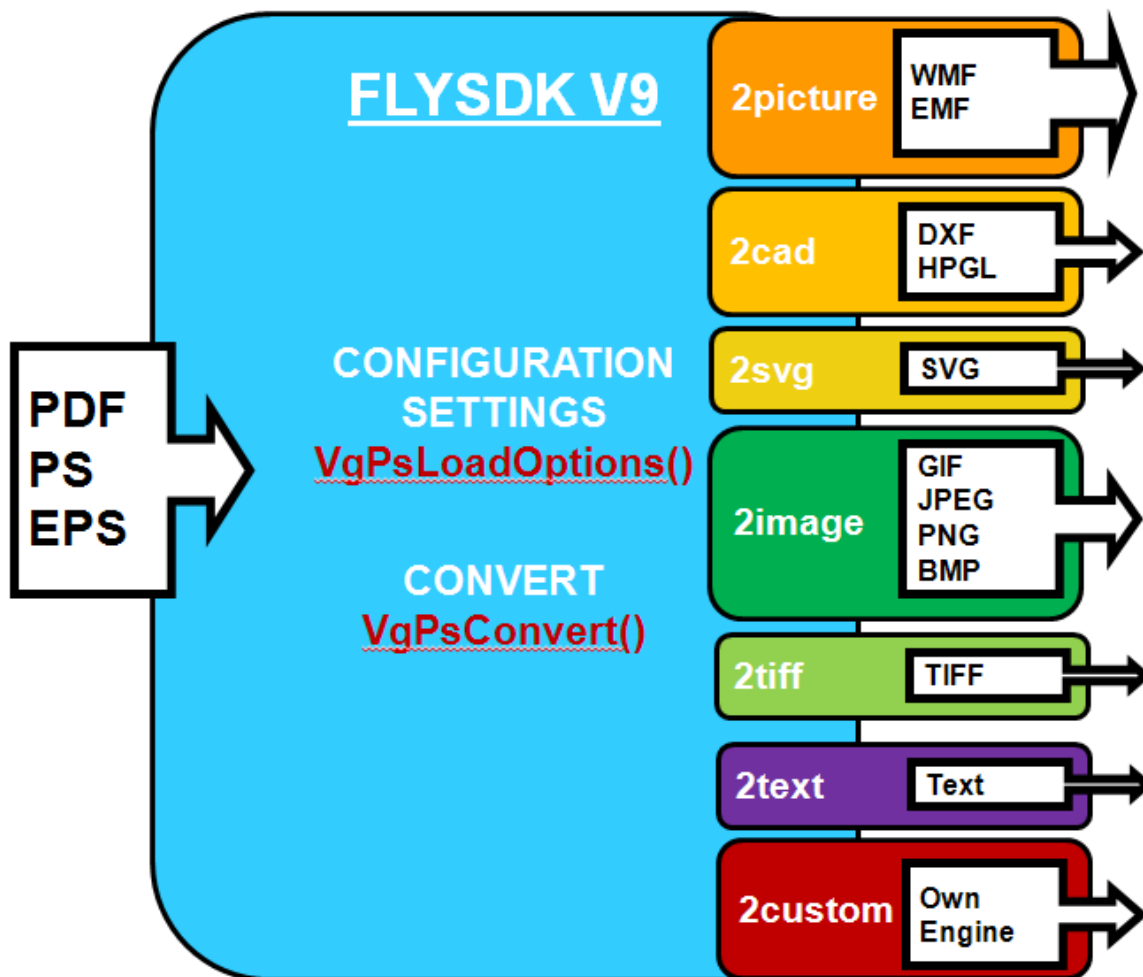 FLYSDK V9
PDF
PS
EPS
CONFIGURATION
SETTINGS
VgPsLoadOptions()
CONVERT
VgPsConvert()
2picture
WMF
EMF
2cad
DXF
HPGL
2svg
SVG
2image
GIF
JPEG
PNG
BMP
2tiff
TIFF
2text
Text
2custom
Own
Engine